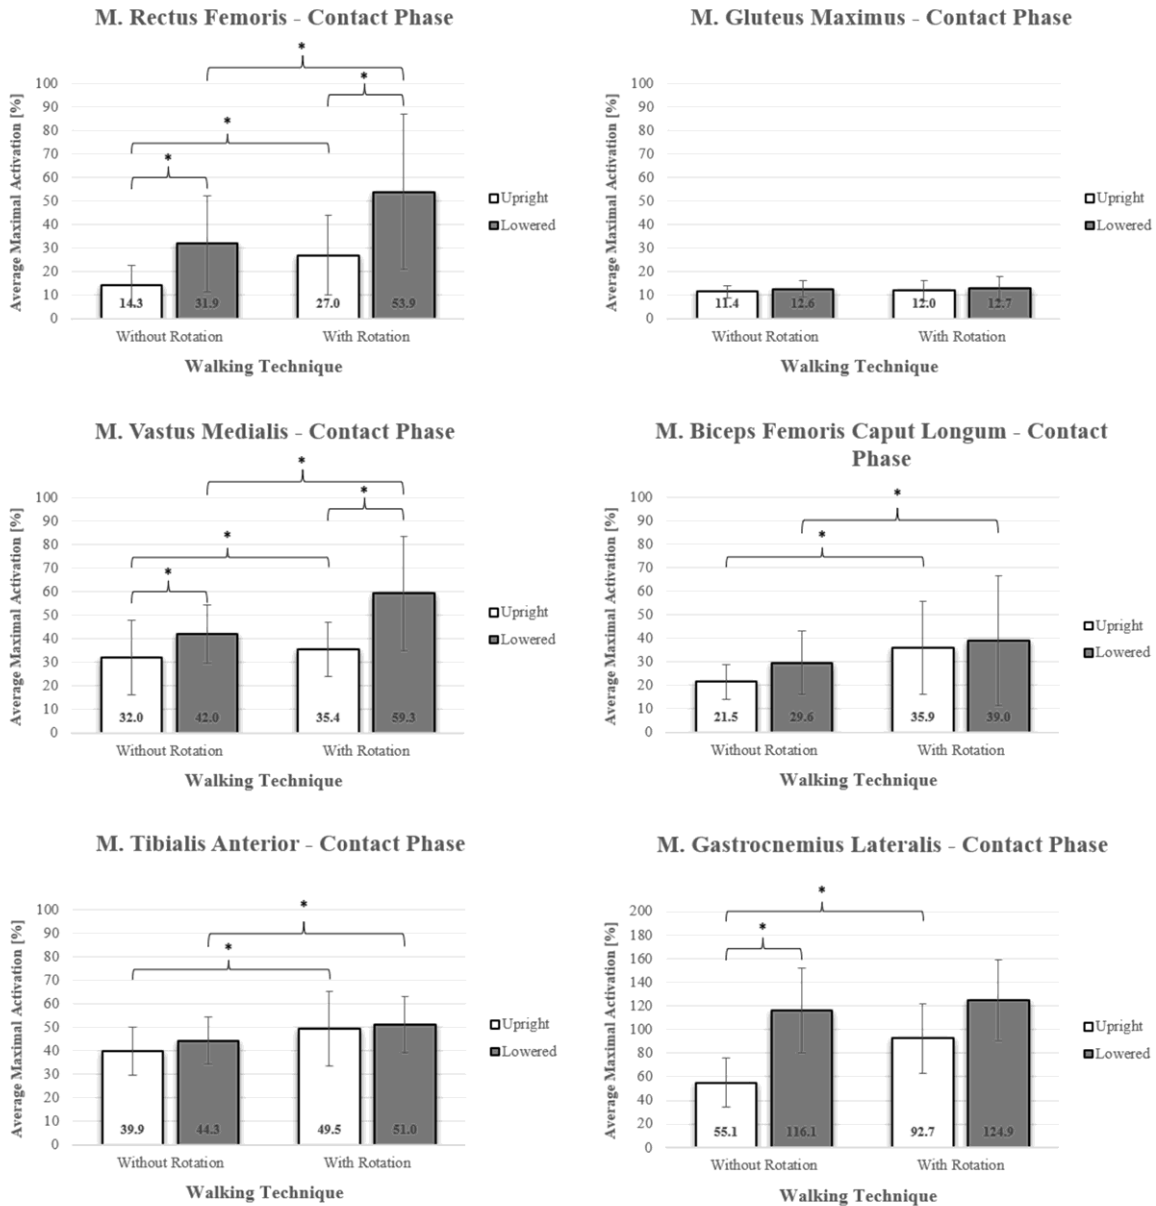 M. Rectus Femoris - Contact Phase
*
*
*
*
Average Maximal Activation [%]
100
90
80
70
60
50
40
30
20
10
0
14.3
31.9
27.0
53.9
Without Rotation
With Rotation
Walking Technique
Upright
Lowered
M. Gluteus Maximus - Contact Phase
Average Maximal Activation [%]
100
90
80
70
60
50
40
30
20
10
0
11.4
12.6
12.0
12.7
Without Rotation
With Rotation
Walking Technique
Upright
Lowered
M. Vastus Medialis - Contact Phase
*
*
*
*
Average Maximal Activation [%]
100
90
80
70
60
50
40
30
20
10
0
32.0
42.0
35.4
59.3
Without Rotation
With Rotation
Walking Technique
Upright
Lowered
M. Biceps Femoris Caput Longum - Contact
Phase
*
*
Average Maximal Activation [%]
100
90
80
70
60
50
40
30
20
10
0
21.5
29.6
35.9
39.0
Without Rotation
With Rotation
Walking Technique
Upright
Lowered
M. Tibialis Anterior - Contact Phase
*
*
Average Maximal Activation [%]
100
90
80
70
60
50
40
30
20
10
0
39.9
44.3
49.5
51.0
Without Rotation
With Rotation
Walking Technique
Upright
Lowered
M. Gastrocnemius Lateralis - Contact Phase
*
*
Average Maximal Activation [%]
200
180
160
140
120
100
80
60
40
20
0
55.1
116.1
92.7
124.9
Without Rotation
With Rotation
Walking Technique
Upright
Lowered